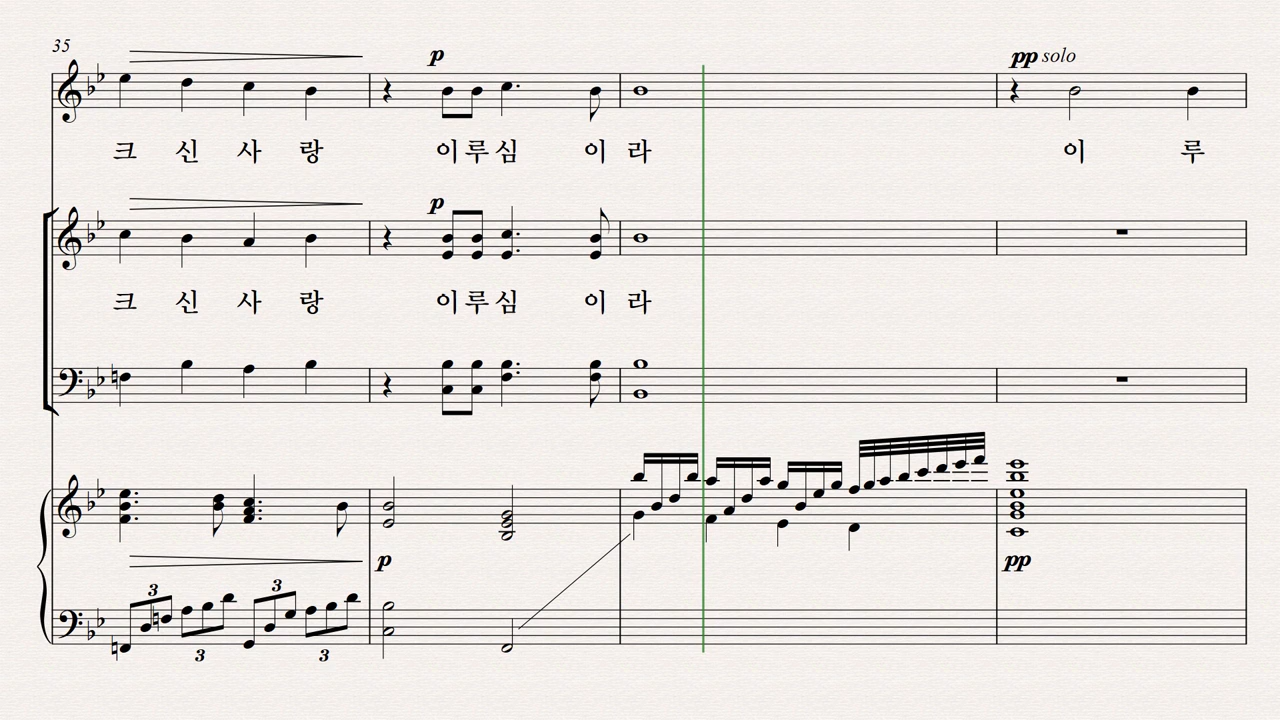 35
p
pp solo
크 신 사 랑 이 루 심 이 라 이 루
p
크 신 사 랑 이 루 심 이 라
p pp
3 3
3 3